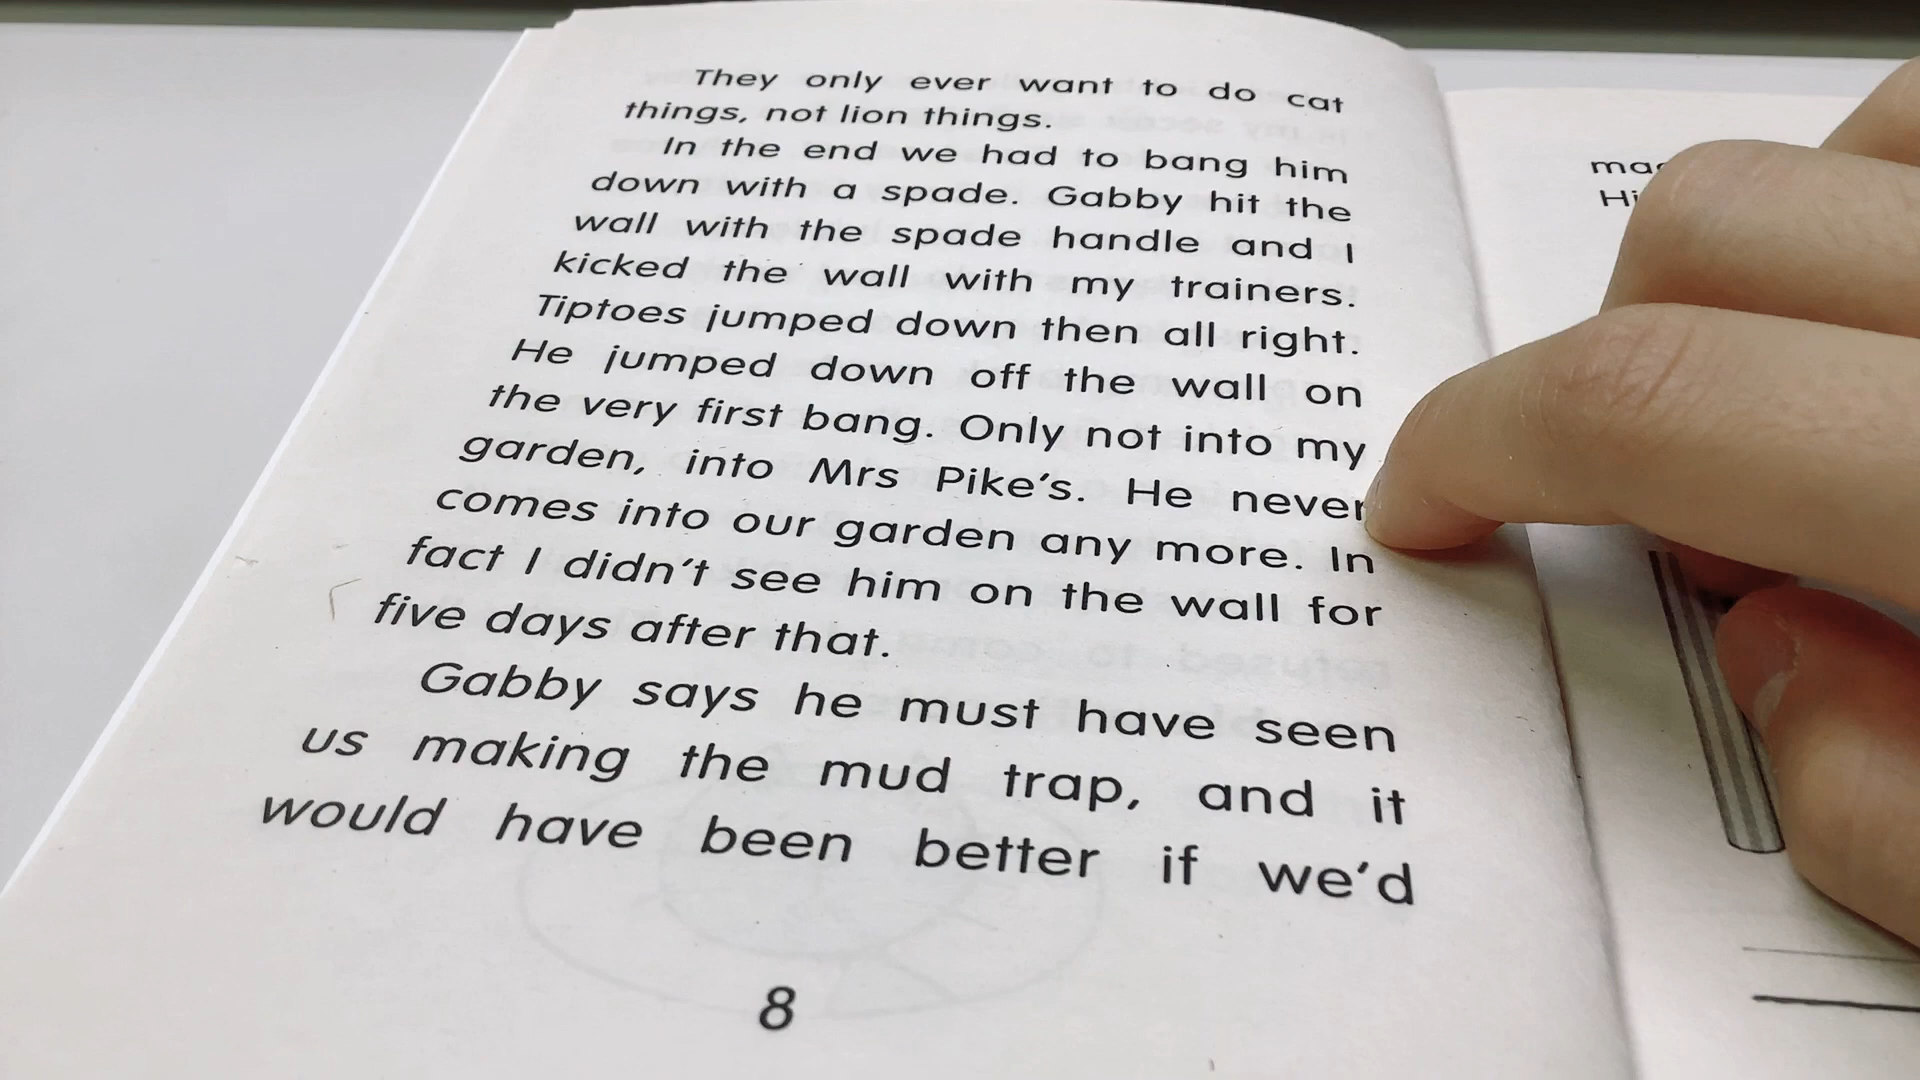 They only ever want to do cat
things, not lion things.
In the end we had to bang him
down with a spade. Gabby hit the
wall with the spade handle and I
kicked the wall with my trainers.
Tiptoes jumped down then all right.
He jumped down off the wall on
the very first bang. Only not into my
garden, into Mrs Pike's. He never
comes into our garden any more. In
fact I didn't see him on the wall for
five days after that.
Gabby says he must have seen
us making the mud trap, and it
would have been better if we'd
8